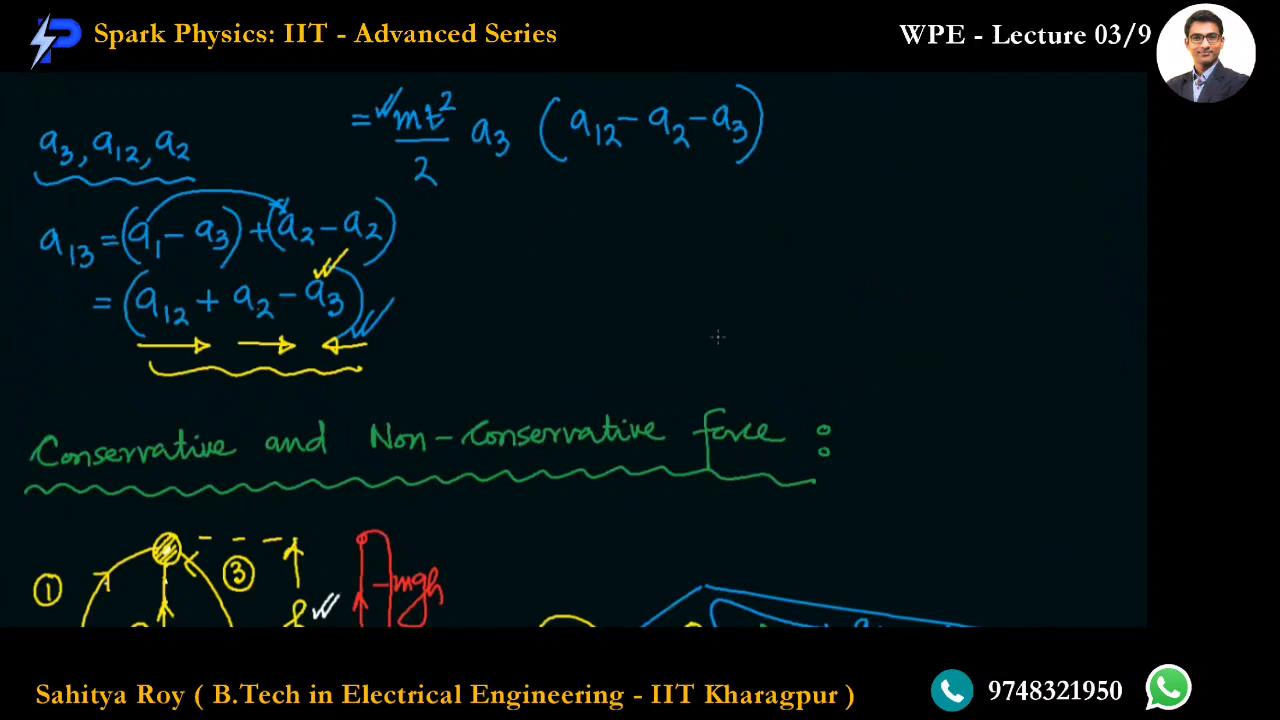 Spark Physics: IIT - Advanced Series
WPE - Lecture 03/9
= mt²/2 a₃ (a₁₂ - a₂ - a₃)
a₃, a₁₂, a₂
a₁₃ = (a₁ - a₃) + (a₂ - a₂)
= (a₁₂ + a₂ - a₃)
Conservative and Non-Conservative force :
① ③ -mgh
Sahitya Roy ( B.Tech in Electrical Engineering - IIT Kharagpur )
9748321950